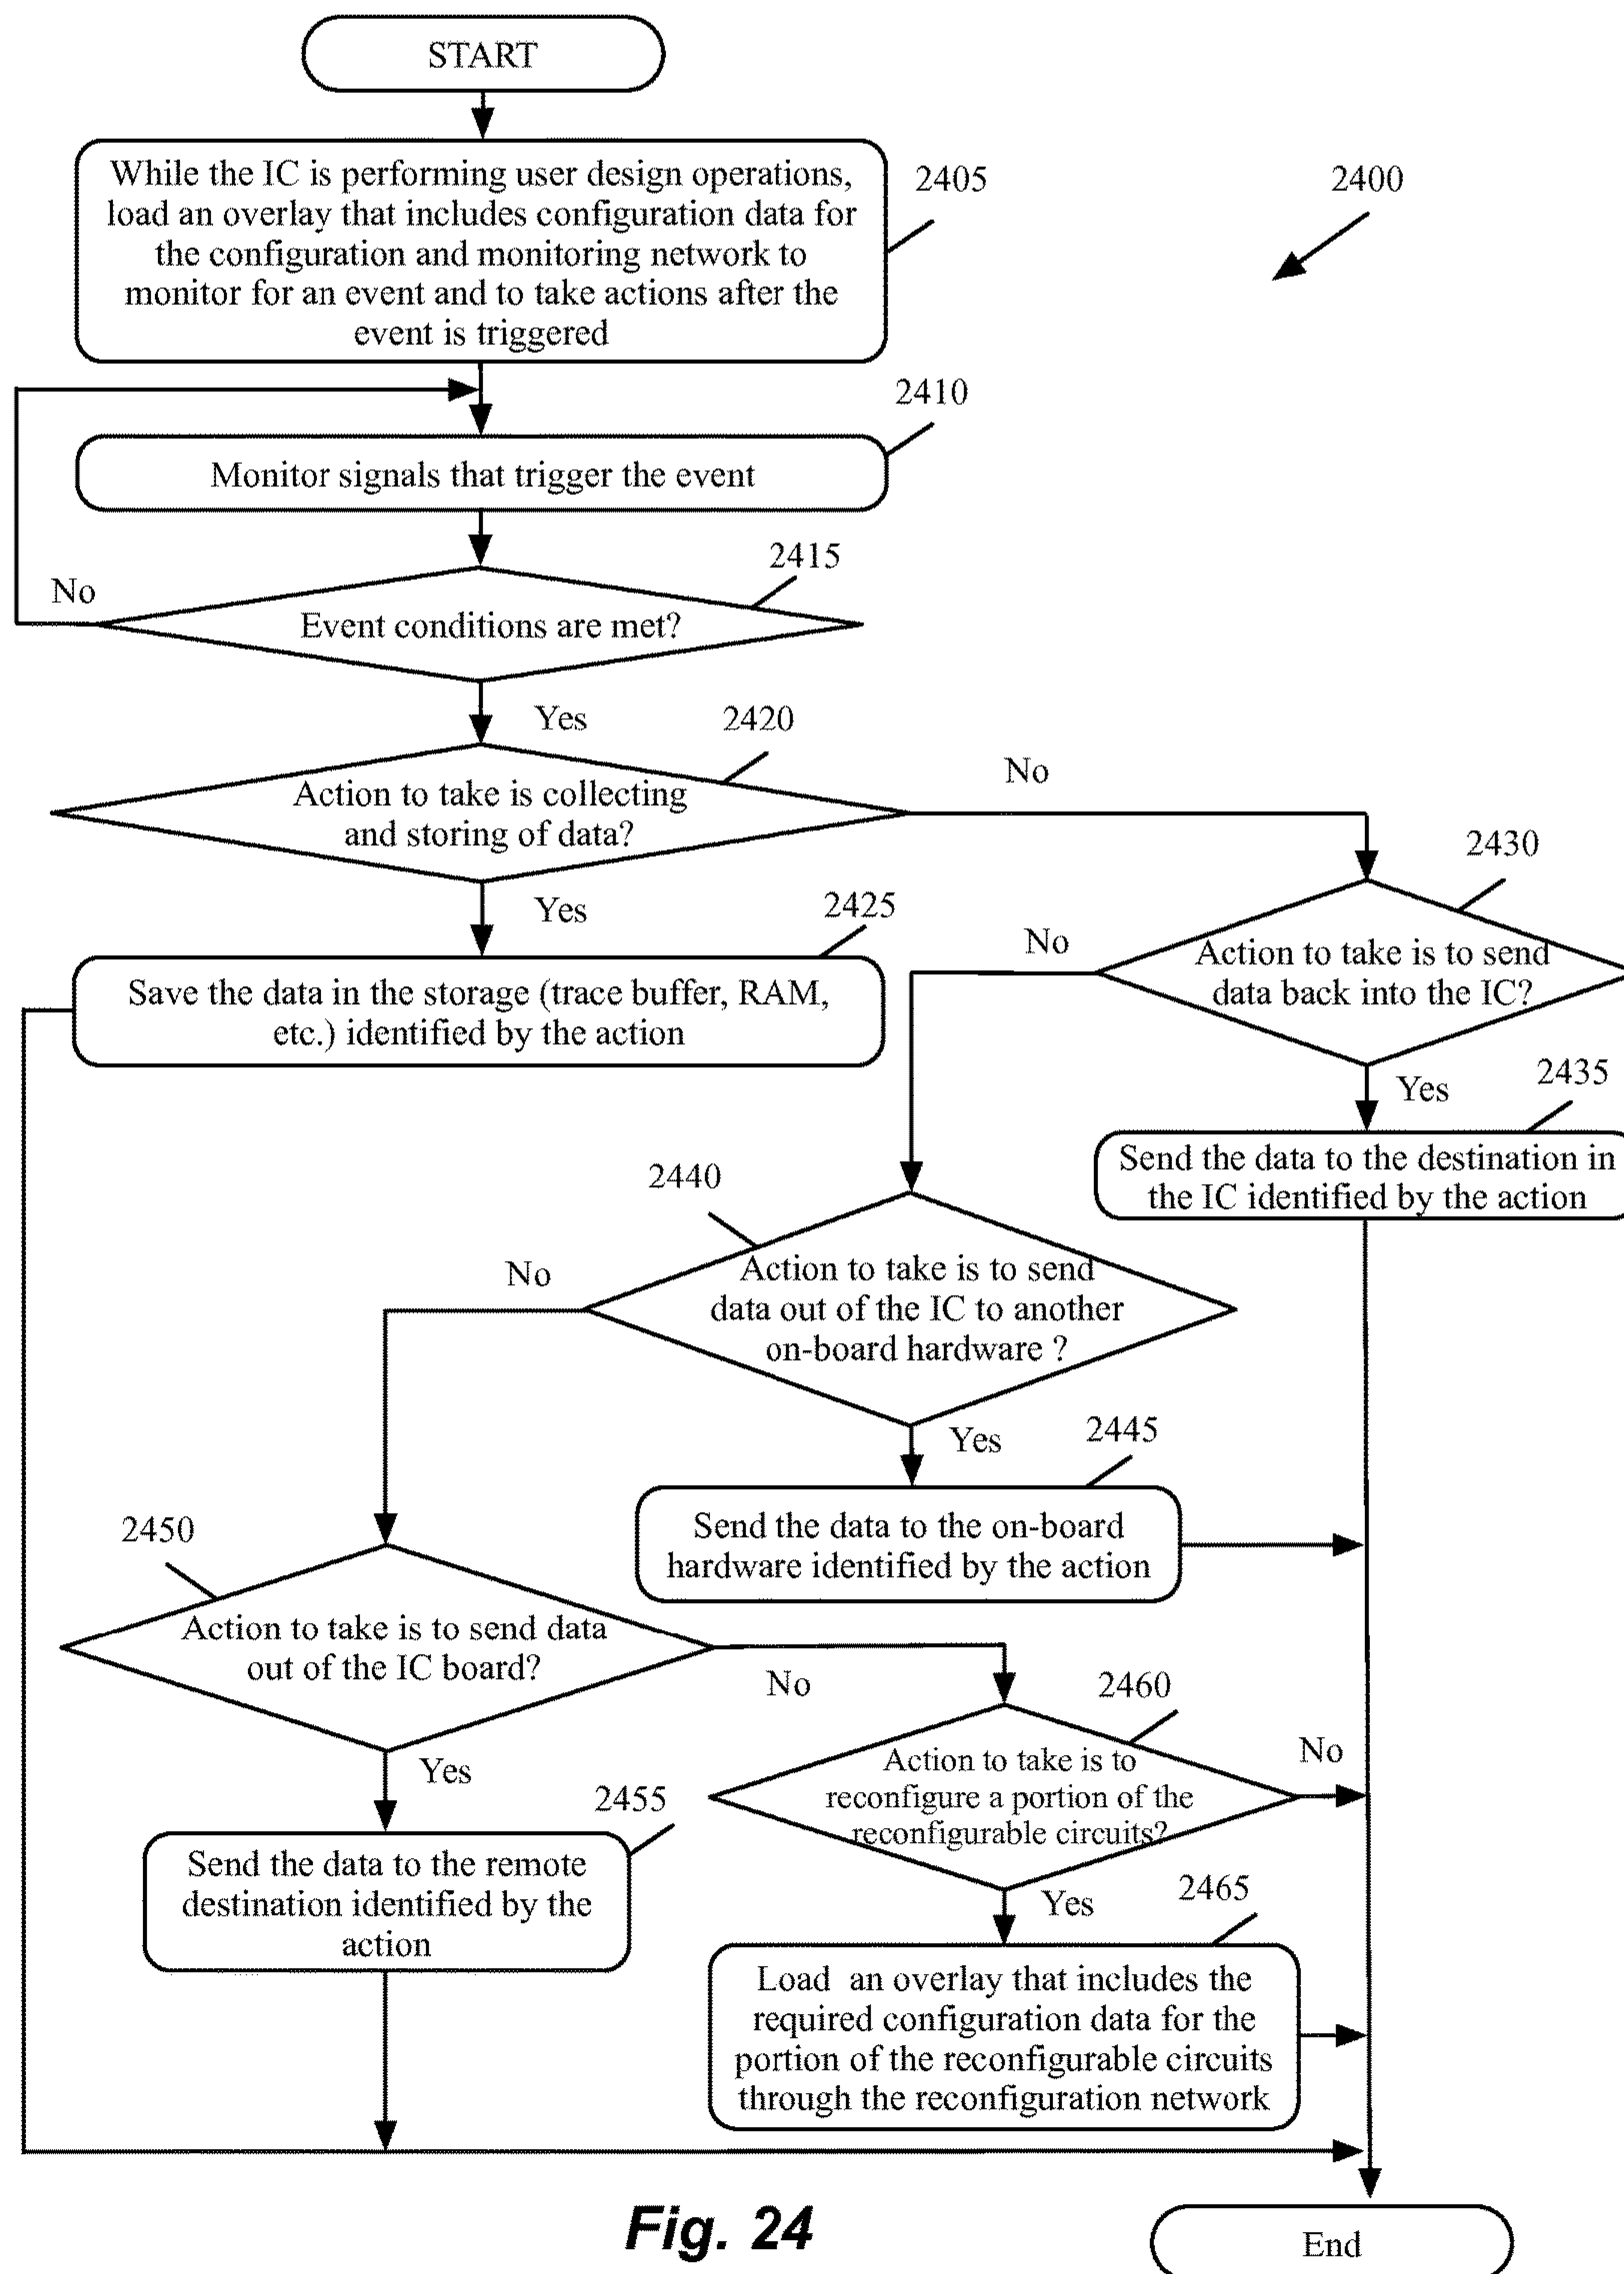 START
While the IC is performing user design operations,
load an overlay that includes configuration data for
the configuration and monitoring network to
monitor for an event and to take actions after the
event is triggered
2405
2400
2410
Monitor signals that trigger the event
2415
No
Event conditions are met?
Yes
2420
No
Action to take is collecting
and storing of data?
2430
Yes
2425
No
Action to take is to send
data back into the IC?
Save the data in the storage (trace buffer, RAM,
etc.) identified by the action
Yes
2435
Send the data to the destination in
the IC identified by the action
2440
No
Action to take is to send
data out of the IC to another
on-board hardware ?
Yes
2445
Send the data to the on-board
hardware identified by the action
2450
Action to take is to send data
out of the IC board?
No
2460
Yes
Action to take is to
reconfigure a portion of the
reconfigurable circuits?
No
2455
Send the data to the remote
destination identified by the
action
Yes
2465
Load an overlay that includes the
required configuration data for the
portion of the reconfigurable circuits
through the reconfiguration network
Fig. 24
End